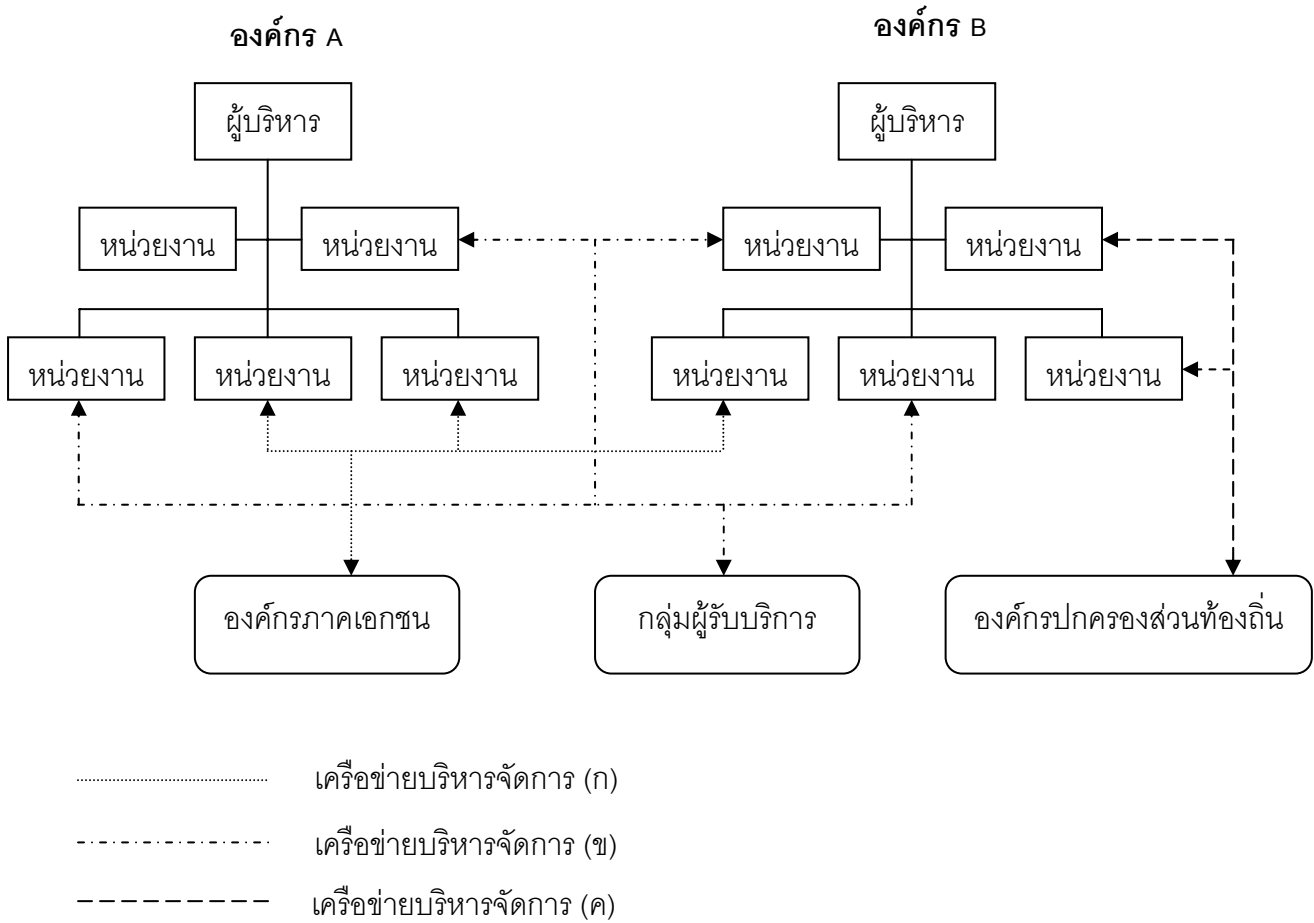 องค์กร A
องค์กร B
ผู้บริหาร
ผู้บริหาร
หน่วยงาน
หน่วยงาน
หน่วยงาน
หน่วยงาน
หน่วยงาน
หน่วยงาน
หน่วยงาน
หน่วยงาน
หน่วยงาน
หน่วยงาน
องค์กรภาคเอกชน
กลุ่มผู้รับบริการ
องค์กรปกครองส่วนท้องถิ่น
เครือข่ายบริหารจัดการ (ก)
เครือข่ายบริหารจัดการ (ข)
เครือข่ายบริหารจัดการ (ค)